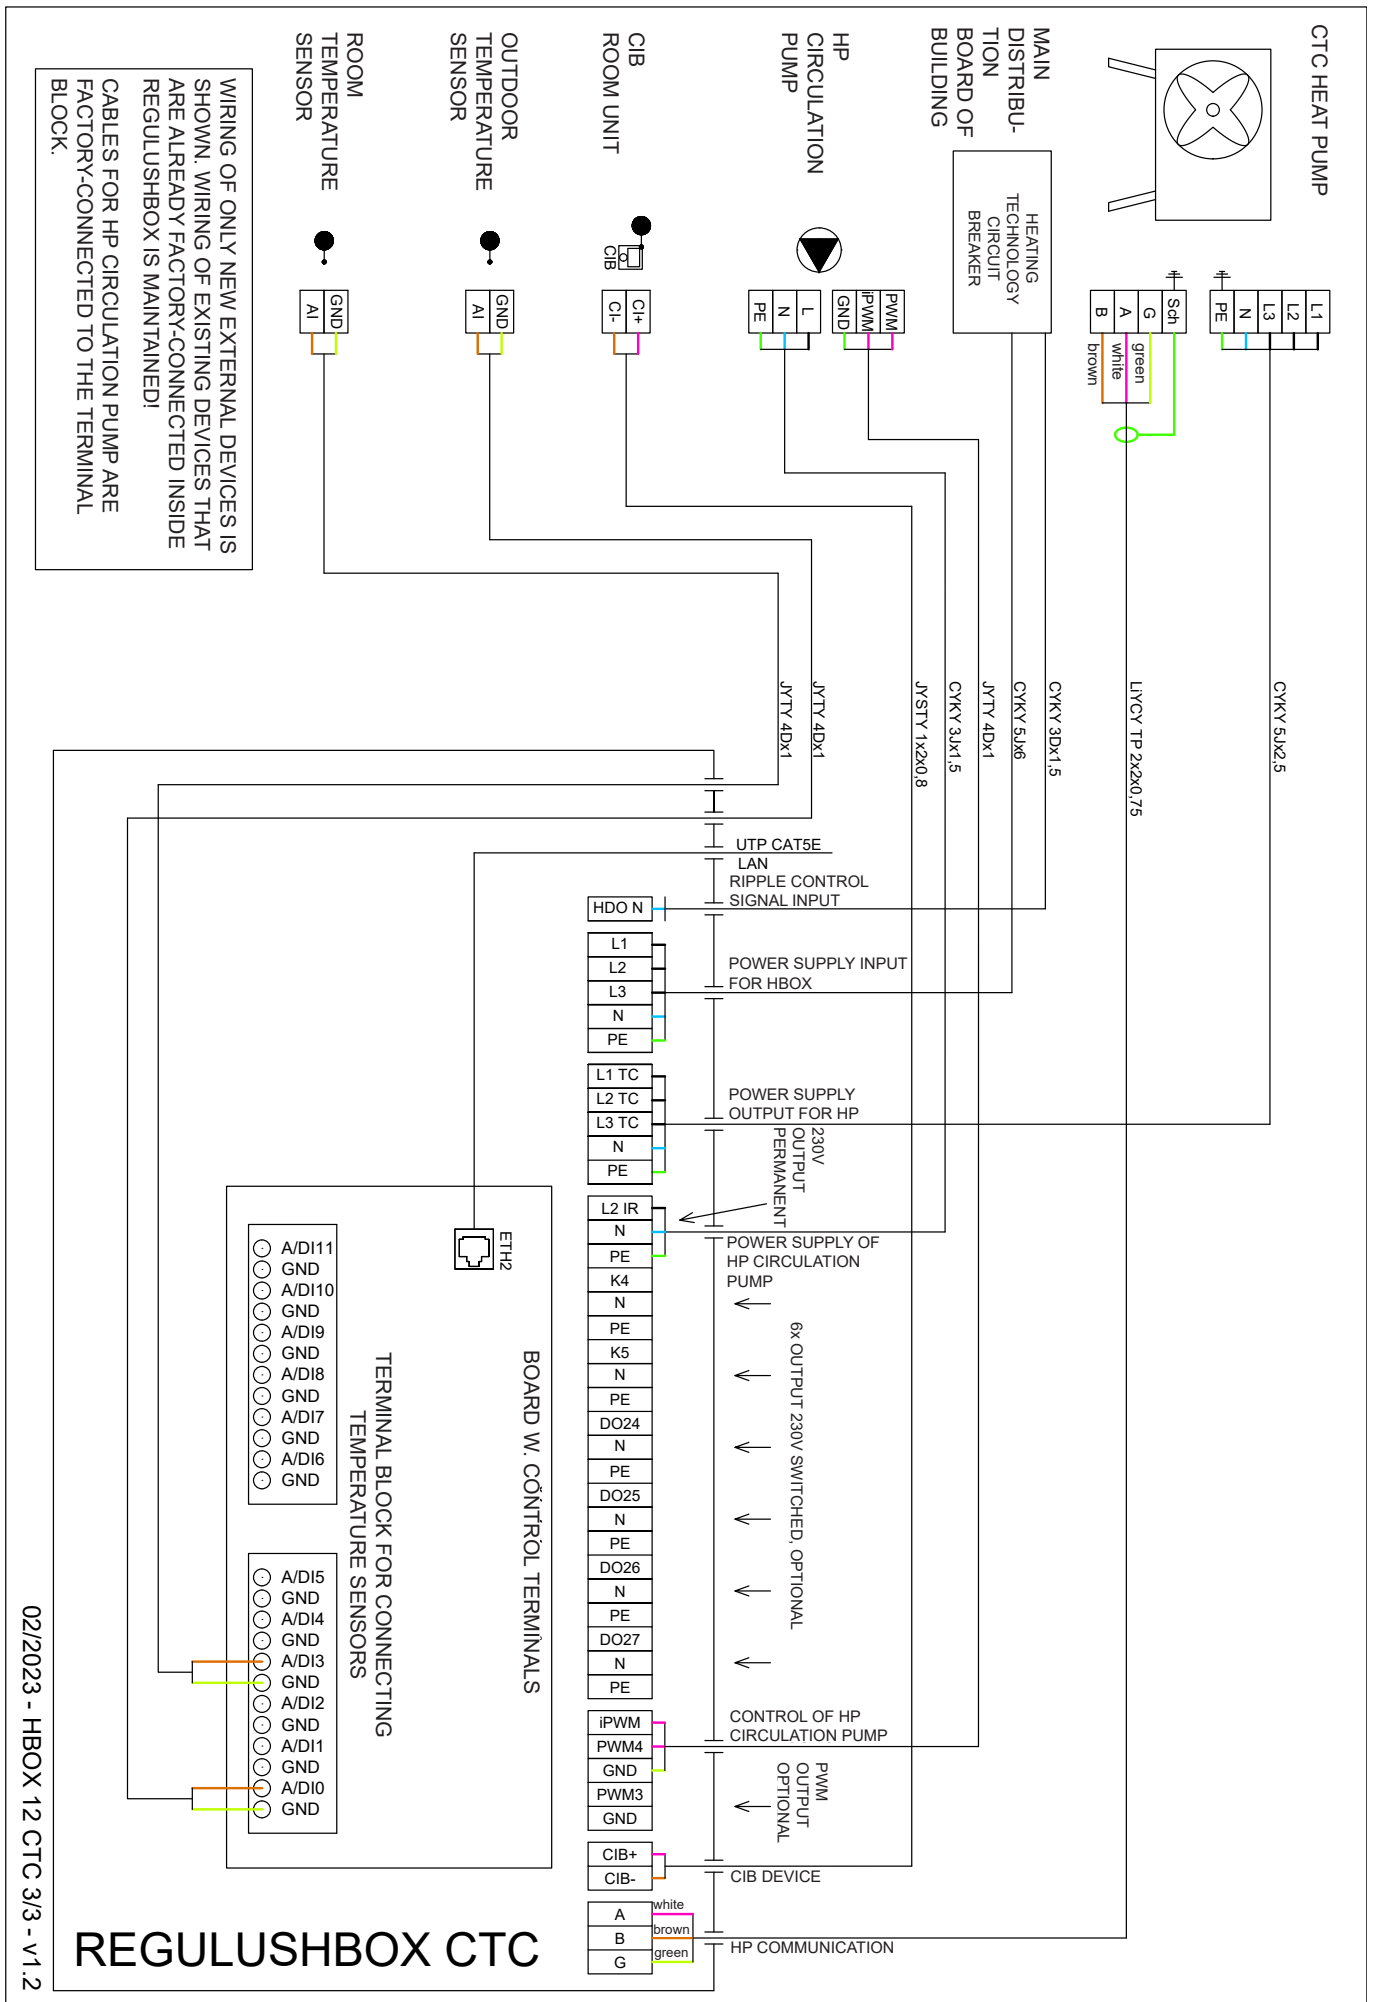 CTC HEAT PUMP
MAIN
DISTRIBU-
TION
BOARD OF
BUILDING
HP
CIRCULATION
PUMP
CIB
ROOM UNIT
OUTDOOR
TEMPERATURE
SENSOR
ROOM
TEMPERATURE
SENSOR
WIRING OF ONLY NEW EXTERNAL DEVICES IS
SHOWN. WIRING OF EXISTING DEVICES THAT
ARE ALREADY FACTORY-CONNECTED INSIDE
REGULUSHBOX IS MAINTAINED!
CABLES FOR HP CIRCULATION PUMP ARE
FACTORY-CONNECTED TO THE TERMINAL
BLOCK.
HEATING
TECHNOLOGY
CIRCUIT
BREAKER
CIB
L1
L2
L3
N
PE
Sch
G
A
B
green
white
brown
PWM
iPWM
GND
L
N
PE
CI+
CI-
GND
AI
GND
AI
CYKY 5Jx2,5
LiYCY TP 2x2x0,75
CYKY 3Dx1,5
CYKY 5Jx6
JYTY 4Dx1
CYKY 3Jx1,5
JYSTY 1x2x0,8
JYTY 4Dx1
JYTY 4Dx1
UTP CAT5E
LAN
RIPPLE CONTROL
SIGNAL INPUT
HDO N
L1
L2
L3
N
PE
POWER SUPPLY INPUT
FOR HBOX
L1 TC
L2 TC
L3 TC
N
PE
POWER SUPPLY
OUTPUT FOR HP
230V
OUTPUT
PERMANENT
L2 IR
N
PE
K4
N
PE
K5
N
PE
DO24
N
PE
DO25
N
PE
DO26
N
PE
DO27
N
PE
POWER SUPPLY OF
HP CIRCULATION
PUMP
6x OUTPUT 230V SWITCHED, OPTIONAL
iPWM
PWM4
GND
PWM3
GND
CONTROL OF HP
CIRCULATION PUMP
PWM
OUTPUT
OPTIONAL
CIB+
CIB-
CIB DEVICE
A
B
G
white
brown
green
HP COMMUNICATION
ETH2
BOARD W. CONTROL TERMINALS
TERMINAL BLOCK FOR CONNECTING
TEMPERATURE SENSORS
A/DI11
GND
A/DI10
GND
A/DI9
GND
A/DI8
GND
A/DI7
GND
A/DI6
GND
A/DI5
GND
A/DI4
GND
A/DI3
GND
A/DI2
GND
A/DI1
GND
A/DI0
GND
REGULUSHBOX CTC
02/2023 - HBOX 12 CTC 3/3 - v1.2